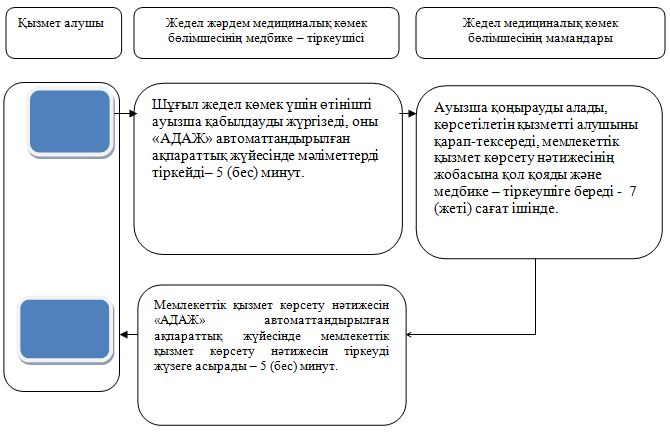 Қызмет алушы
Жедел жәрдем медициналық көмек
бөлімшесінің медбике – тіркеушісі
Жедел медициналық көмек
бөлімшесінің мамандары
Шұғыл жедел көмек үшін өтінішті
ауызша қабылдауды жүргізеді, оны
«АДАЖ» автоматтандырылған
ақпараттық жүйесінде мәліметтерді
тіркейді– 5 (бес) минут.
Ауызша қоңырауды алады,
көрсетілетін қызметті алушыны
қарап-тексереді, мемлекеттік
қызмет көрсету нәтижесінің
жобасына қол қояды және
медбике – тіркеушіге береді - 7
(жеті) сағат ішінде.
Мемлекеттік қызмет көрсету нәтижесін
«АДАЖ» автоматтандырылған
ақпараттық жүйесінде мемлекеттік
қызмет көрсету нәтижесін тіркеуді
жүзеге асырады – 5 (бес) минут.